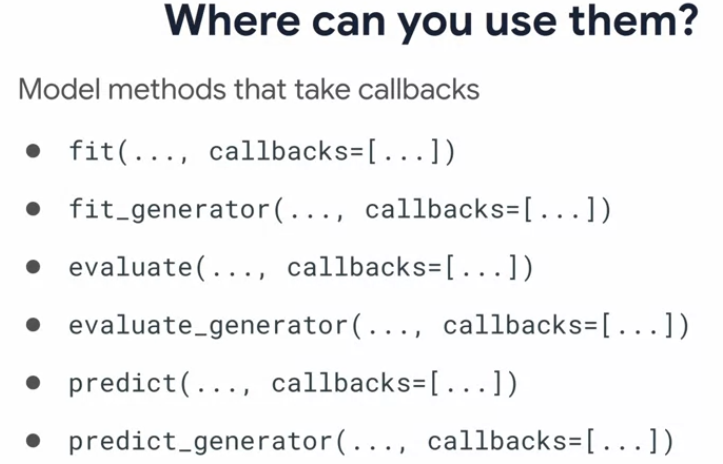 Where can you use them?
Model methods that take callbacks
● fit(..., callbacks=[...])
● fit_generator(..., callbacks=[...])
● evaluate(..., callbacks=[...])
● evaluate_generator(..., callbacks=[...])
● predict(..., callbacks=[...])
● predict_generator(..., callbacks=[...])